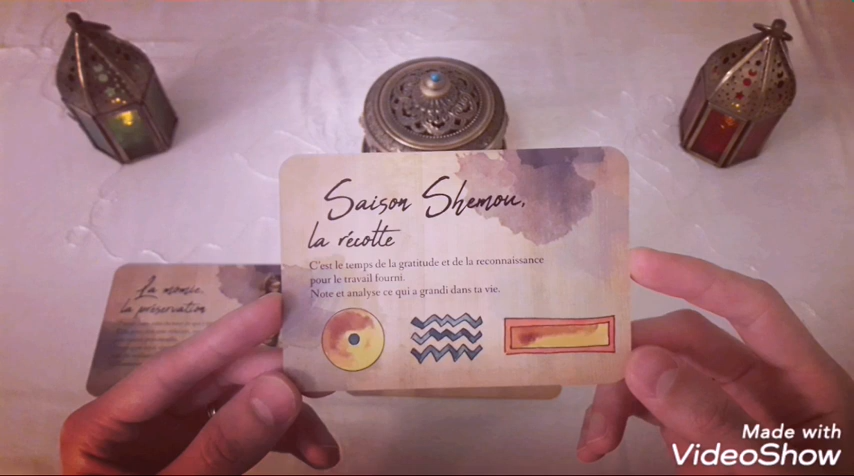 Saison Shemou,
la récolte
C'est le temps de la gratitude et de la reconnaissance
pour le travail fourni.
Note et analyse ce qui a grandi dans ta vie.
La momie,
la préservation
Made with
VideoShow